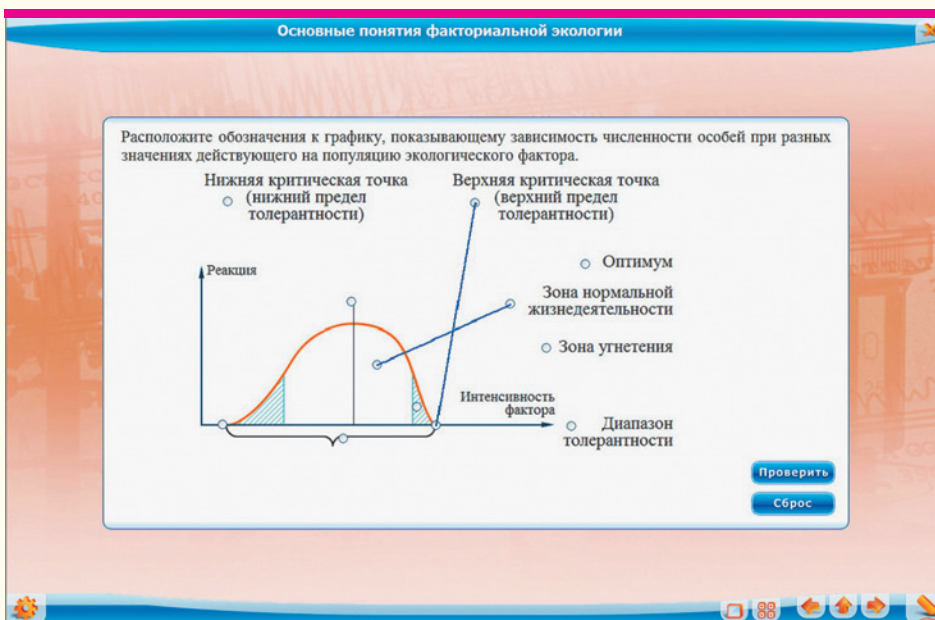 Основные понятия факториальной экологии
Расположите обозначения к графику, показывающему зависимость численности особей при разных
значениях действующего на популяцию экологического фактора.
Нижняя критическая точка
(нижний предел
толерантности)
Верхняя критическая точка
(верхний предел
толерантности)
Оптимум
Реакция
Зона нормальной
жизнедеятельности
Зона угнетения
Интенсивность
фактора
Диапазон
толерантности
Проверить
Сброс